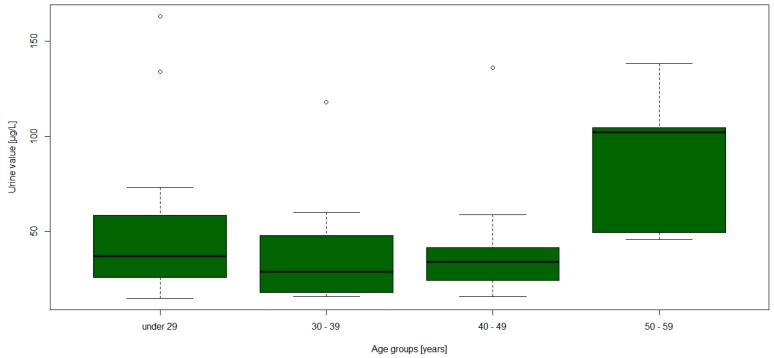 Urine value [µg/L]
150
100
50
under 29
30 - 39
40 - 49
50 - 59
Age groups [years]